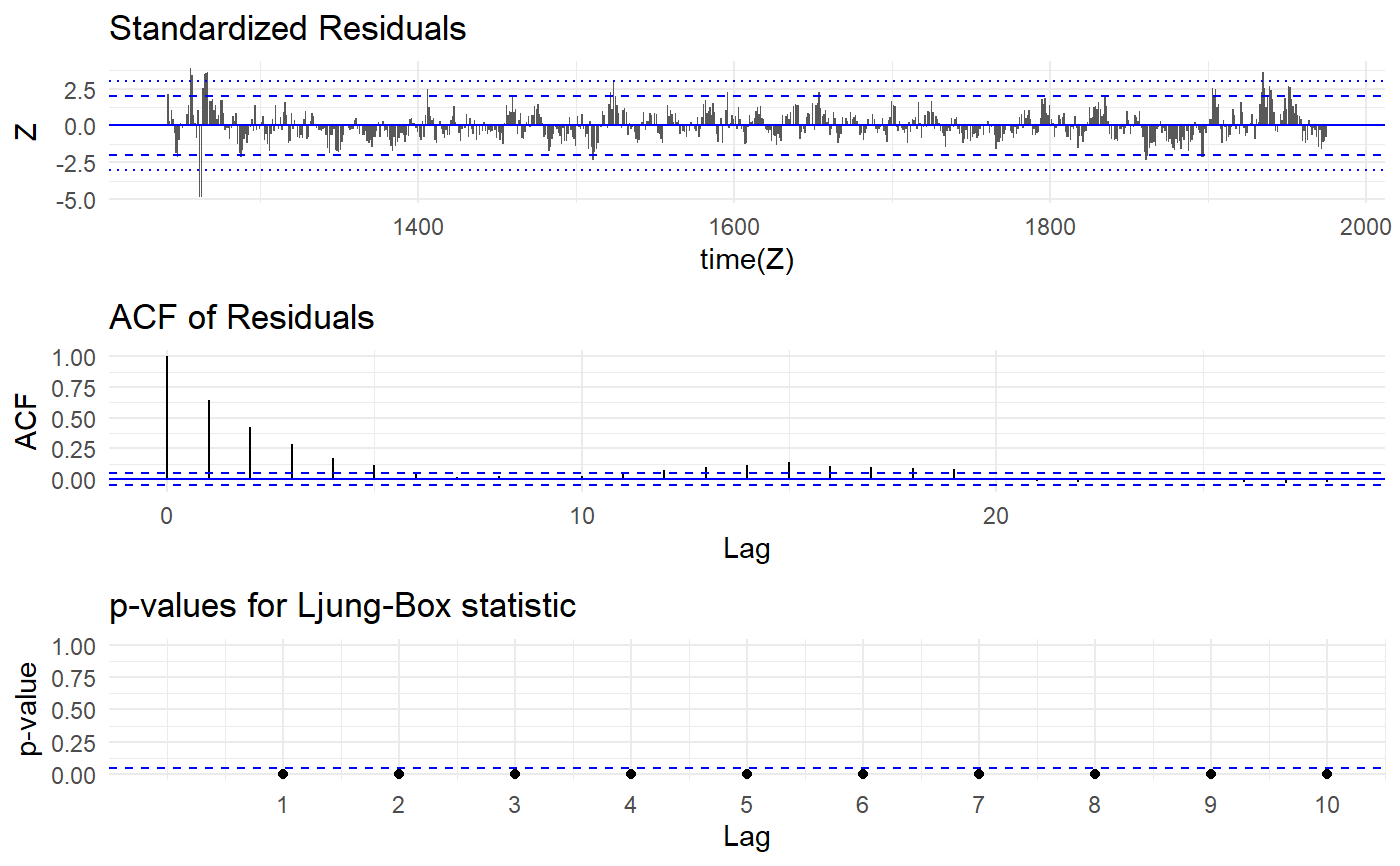 Standardized Residuals
Z
2.5
0.0
-2.5
-5.0
1400 1600 1800 2000
time(Z)
ACF of Residuals
ACF
1.00
0.75
0.50
0.25
0.00
0 10 20
Lag
p-values for Ljung-Box statistic
p-value
1.00
0.75
0.50
0.25
0.00
1 2 3 4 5 6 7 8 9 10
Lag